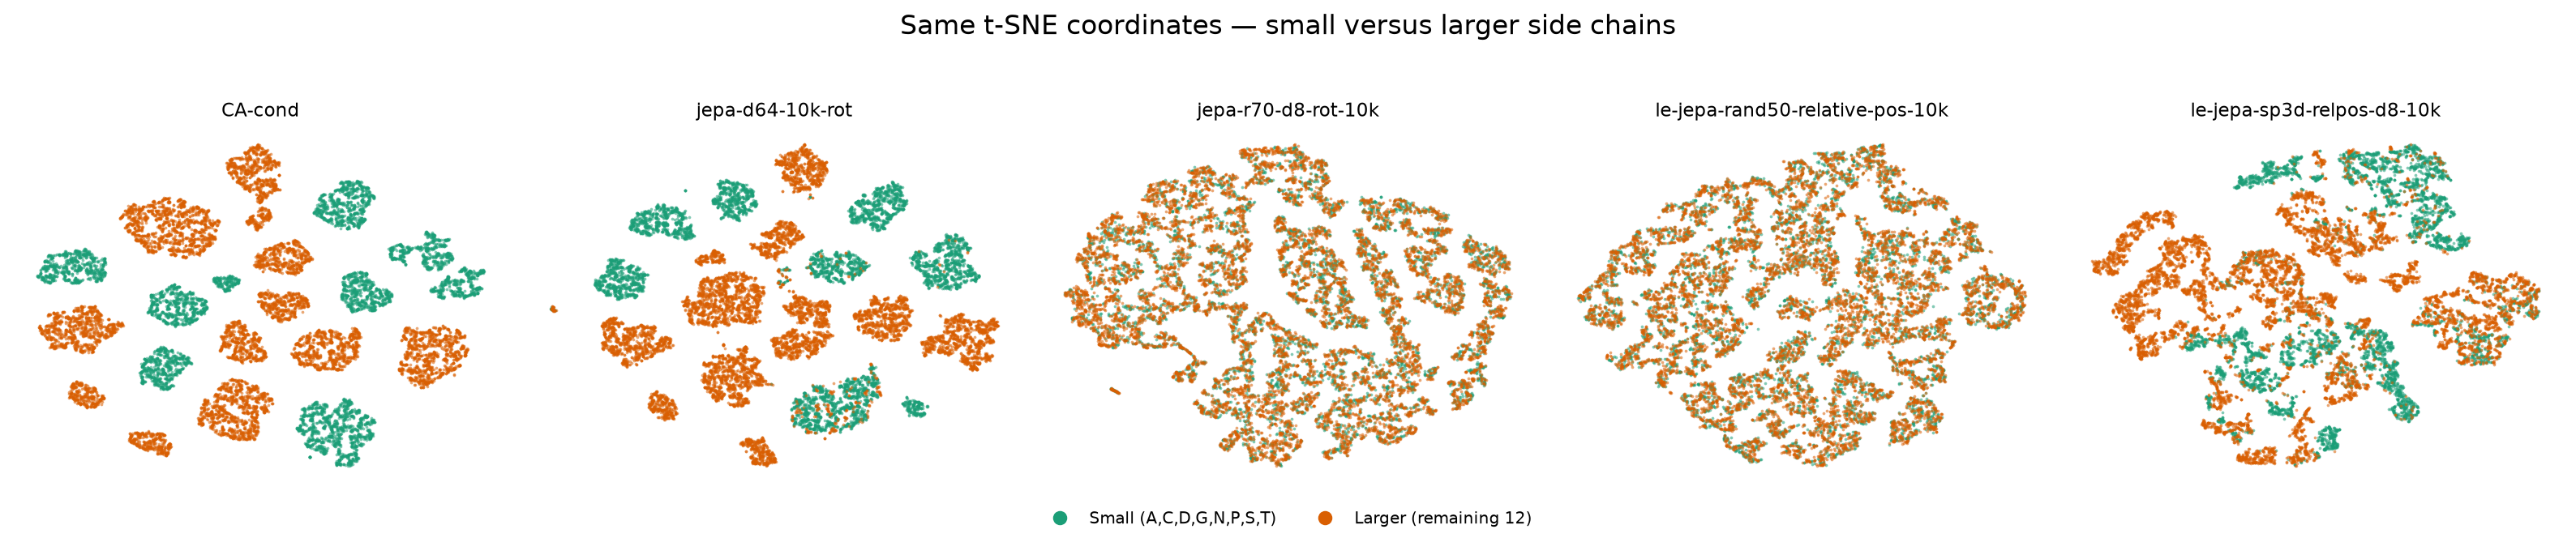 Same t-SNE coordinates — small versus larger side chains
CA-cond
jepa-d64-10k-rot
jepa-r70-d8-rot-10k
le-jepa-rand50-relative-pos-10k
le-jepa-sp3d-relpos-d8-10k
Small (A,C,D,G,N,P,S,T)
Larger (remaining 12)